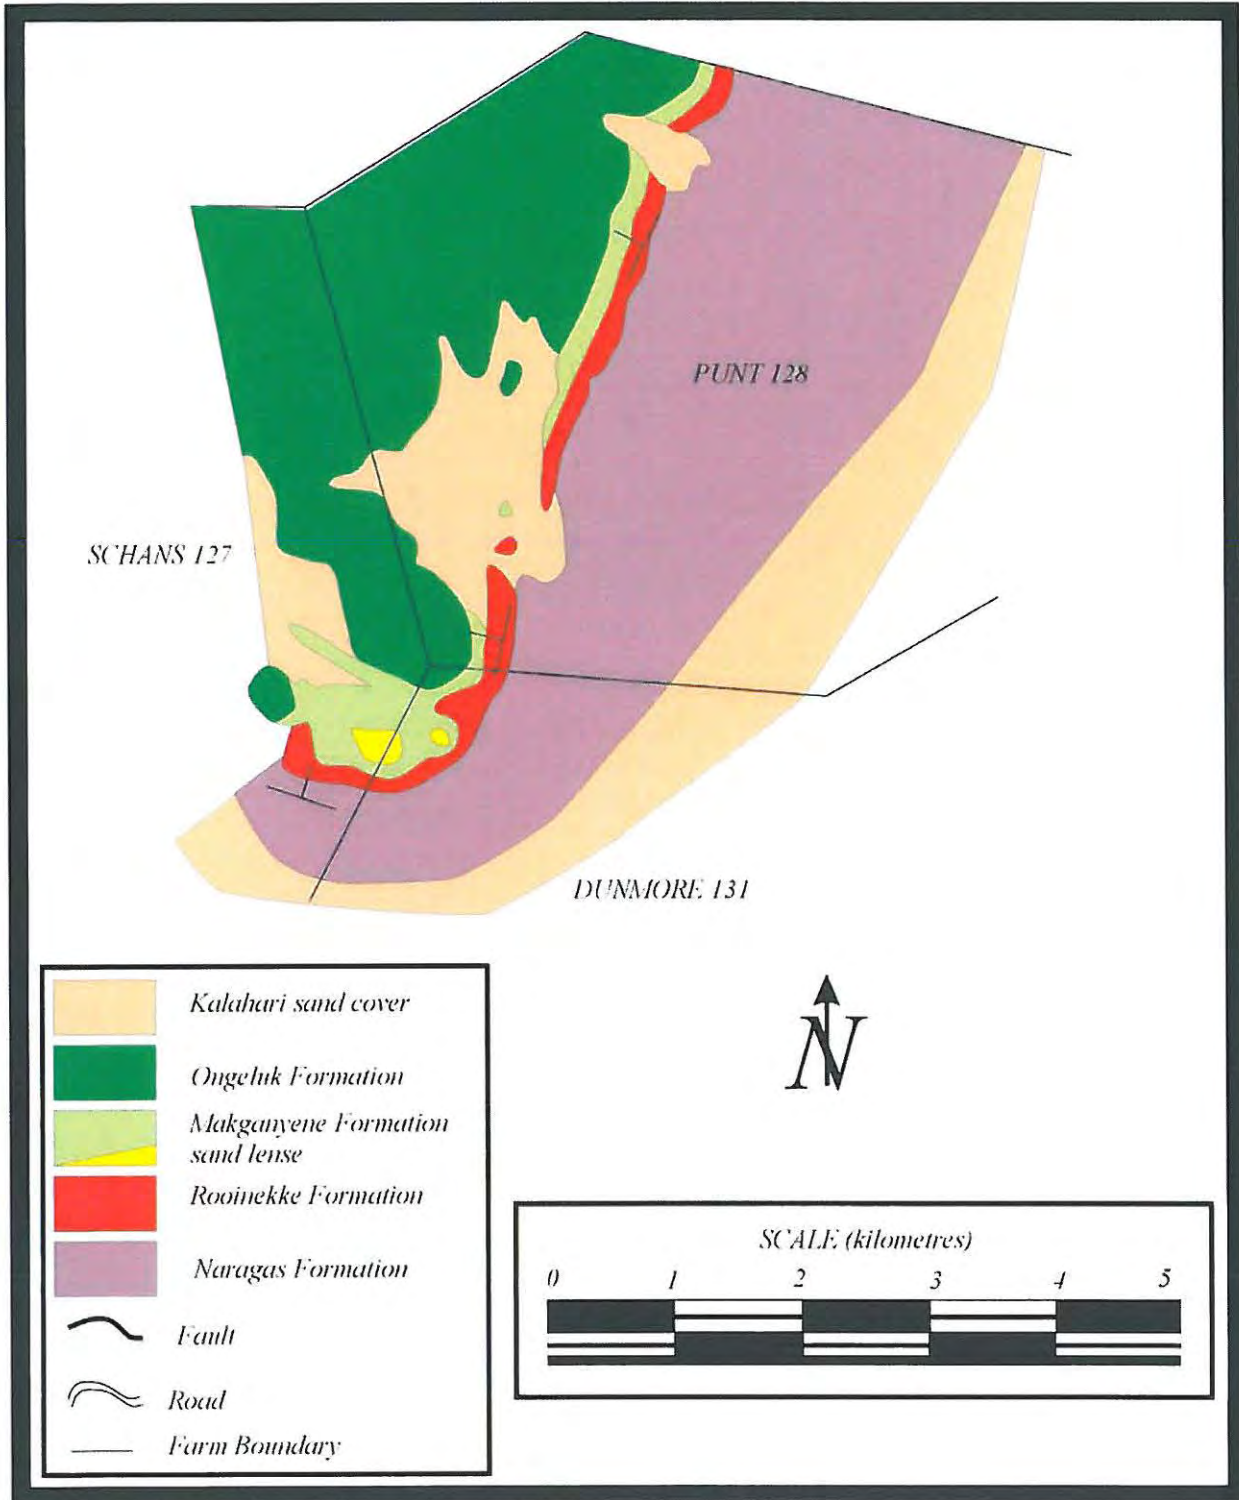 PUNT 128
SCHANS 127
DUNMORE 131
Kalahari sand cover
Ongeluk Formation
Makganyene Formation
sand lense
Rooinekke Formation
Naragas Formation
Fault
Road
Farm Boundary
N
SCALE (kilometres)
0 1 2 3 4 5